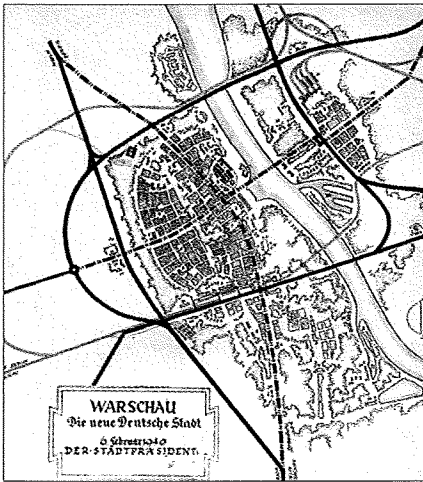 WARSCHAU
Die neue Deutsche Stadt
6 Februar 1940
DER·STADTPRÄSIDENT·